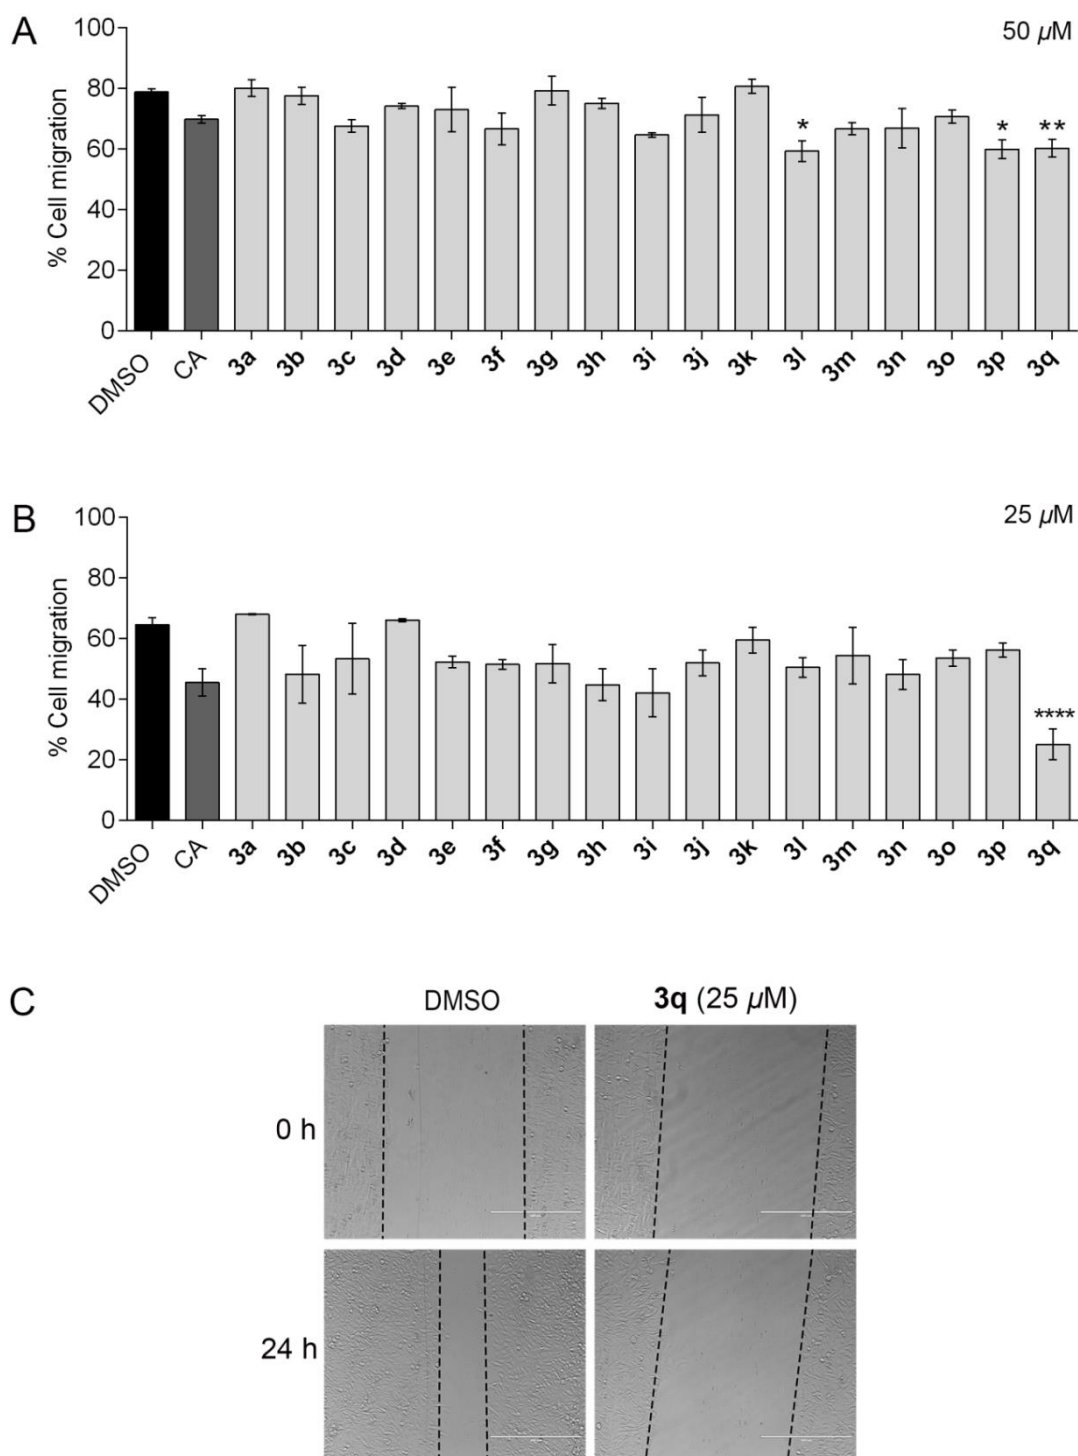 A
50 µM
% Cell migration
100
80
60
40
20
0
* * **
DMSO CA 3a 3b 3c 3d 3e 3f 3g 3h 3i 3j 3k 3l 3m 3n 3o 3p 3q
B
25 µM
% Cell migration
100
80
60
40
20
0
****
DMSO CA 3a 3b 3c 3d 3e 3f 3g 3h 3i 3j 3k 3l 3m 3n 3o 3p 3q
C
DMSO 3q (25 µM)
0 h
24 h